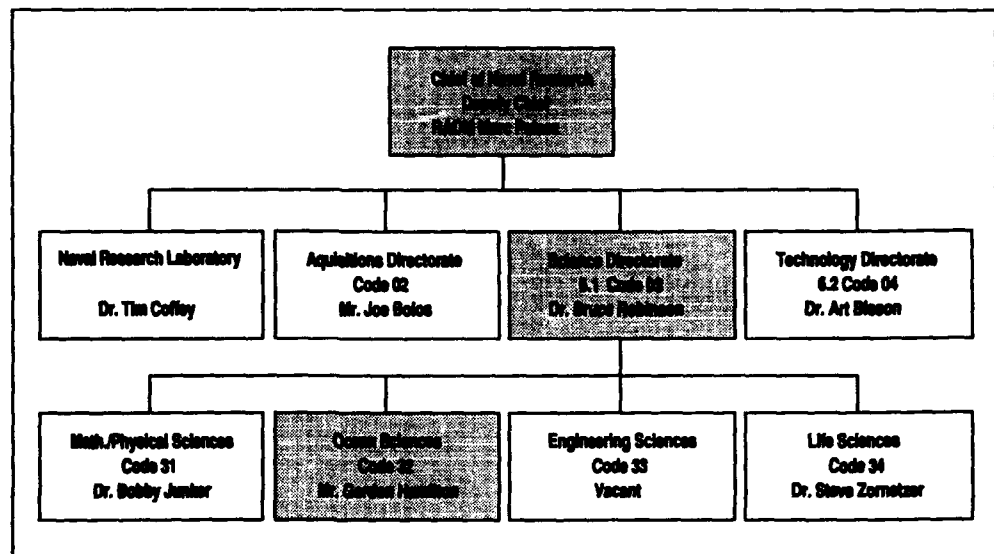 Chief of Naval Research
Deputy Chief
RADM Marc
Naval Research Laboratory
Dr. Tim Coffey
Aquisitions Directorate
Code 02
Mr. Joe Bolos
Science Directorate
6.1 Code 03
Dr. Bruce Robinson
Technology Directorate
6.2 Code 04
Dr. Art Bisson
Math./Physical Sciences
Code 31
Dr. Bobby Junker
Ocean Sciences
Code 32
Mr. Gordon Hamilton
Engineering Sciences
Code 33
Vacant
Life Sciences
Code 34
Dr. Steve Zornetzer